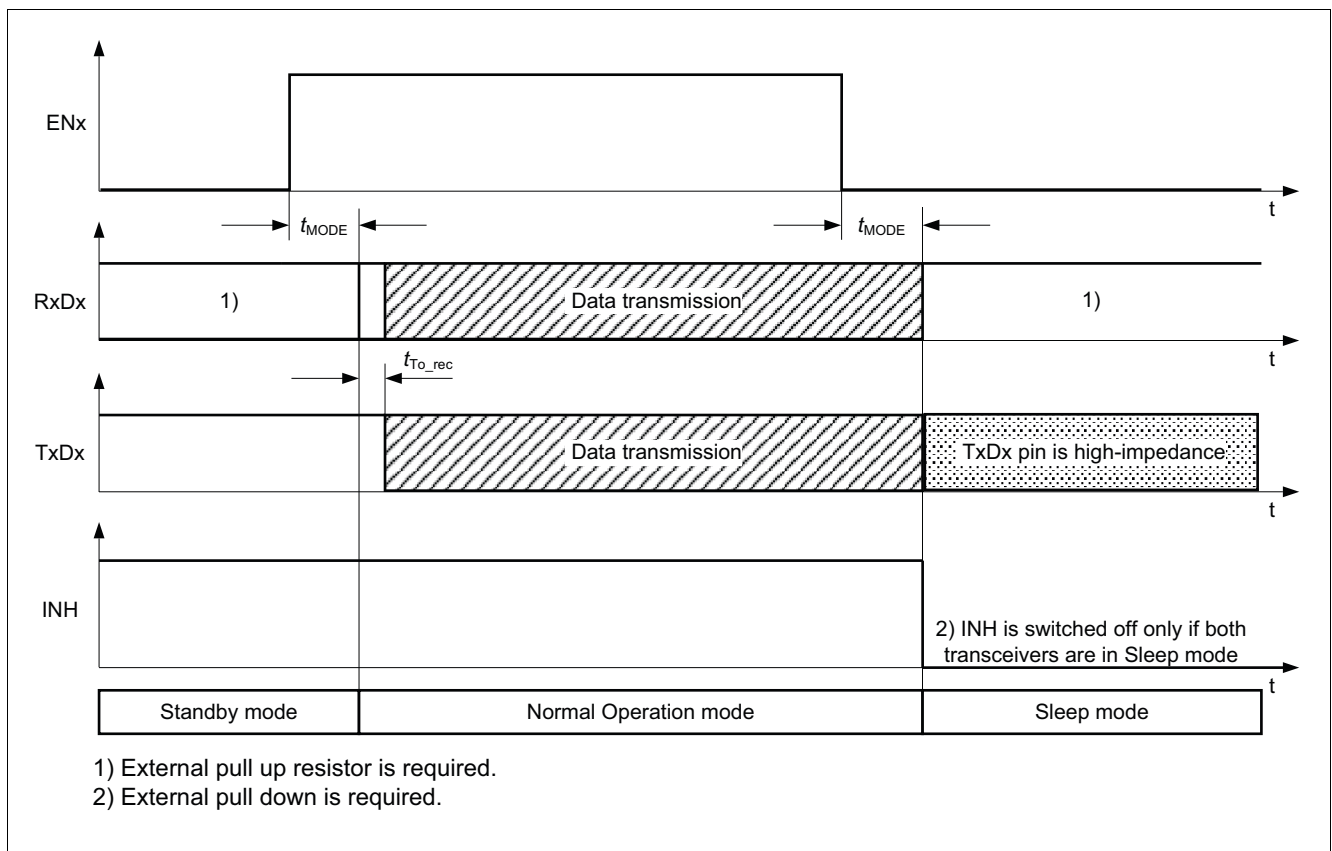 ENx
t
tMODE
tMODE
RxDx
1)
Data transmission
1)
t
tTo_rec
TxDx
Data transmission
TxDx pin is high-impedance
t
INH
2) INH is switched off only if both
transceivers are in Sleep mode
t
Standby mode
Normal Operation mode
Sleep mode
1) External pull up resistor is required.
2) External pull down is required.